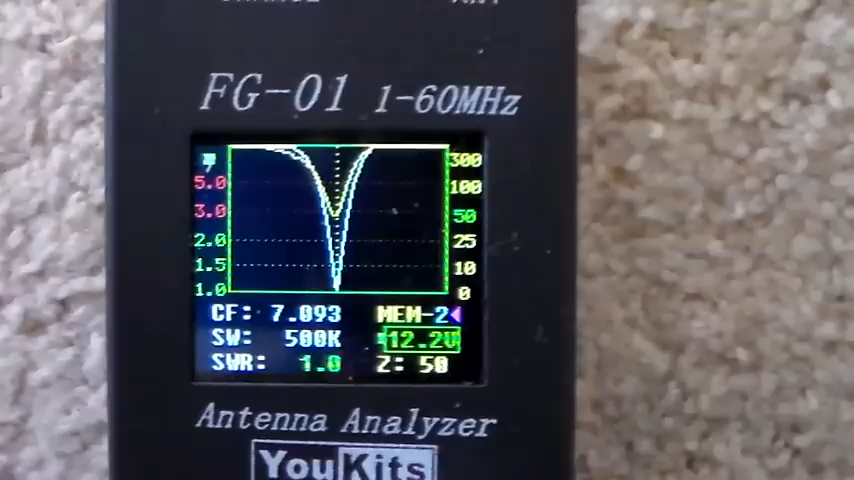 FG-01 1-60MHz
300
5.0 100
3.0 50
2.0 25
1.5 10
1.0 0
CF: 7.093 MEM-2
SW: 500K 12.2V
SWR: 1.0 Z: 50
Antenna Analyzer
YouKits